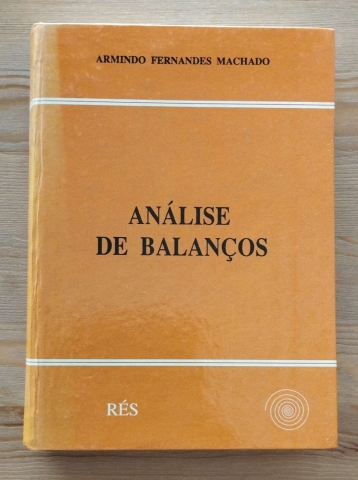 ARMINDO FERNANDES MACHADO
ANÁLISE
DE BALANÇOS
RÉS